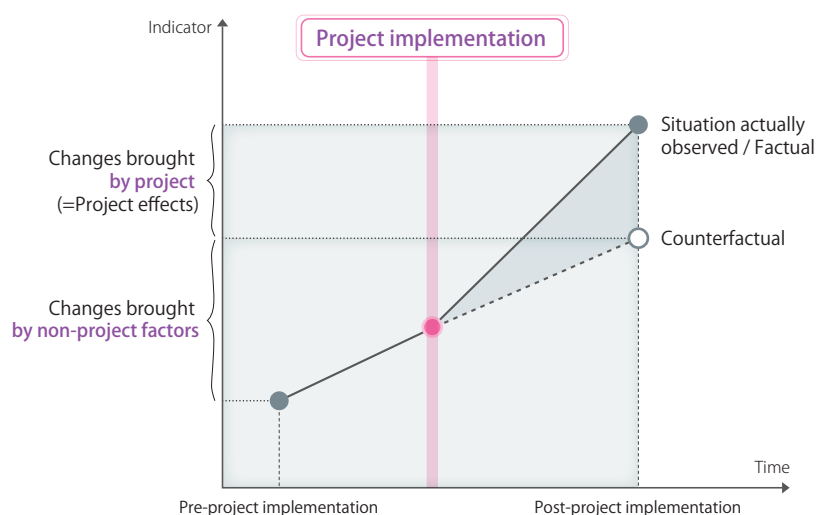 Indicator
Project implementation
Changes brought
by project
(=Project effects)
Situation actually
observed / Factual
Counterfactual
Changes brought
by non-project factors
Time
Pre-project implementation
Post-project implementation